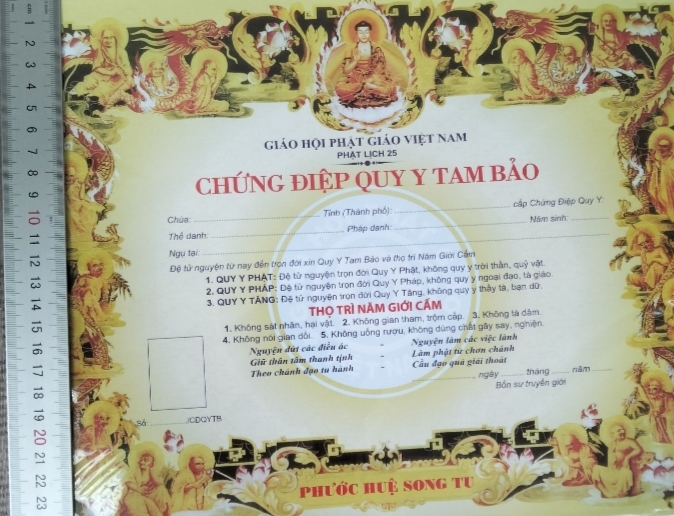 GIÁO HỘI PHẬT GIÁO VIỆT NAM
PHẬT LỊCH 25
CHỨNG ĐIỆP QUY Y TAM BẢO
Chùa: Tỉnh (Thành phố): cấp Chứng Điệp Quy Y:
Thế danh: Pháp danh: Năm sinh:
Ngụ tại:
Đệ tử nguyện từ nay đến trọn đời xin Quy Y Tam Bảo và thọ trì Năm Giới Cấm
1. QUY Y PHẬT: Đệ tử nguyện trọn đời Quy Y Phật, không quy y trời thần, quỷ vật.
2. QUY Y PHÁP: Đệ tử nguyện trọn đời Quy Y Pháp, không quy y ngoại đạo, tà giáo.
3. QUY Y TĂNG: Đệ tử nguyện trọn đời Quy Y Tăng, không quy y thầy tà, bạn dữ.
THỌ TRÌ NĂM GIỚI CẤM
1. Không sát nhân, hại vật. 2. Không gian tham, trộm cắp. 3. Không tà dâm.
4. Không nói gian dối. 5. Không uống rượu, không dùng chất gây say, nghiện.
Nguyện dứt các điều ác - Nguyện làm các việc lành
Giữ thân tâm thanh tịnh - Làm phật tử chơn chánh
Theo chánh đạo tu hành - Cầu đạo quả giải thoát
ngày tháng năm
Bổn sư truyền giới
Số: /CĐQYTB
PHƯỚC HUỆ SONG TU
cm 1 2 3 4 5 6 7 8 9 10 11 12 13 14 15 16 17 18 19 20 21 22 23